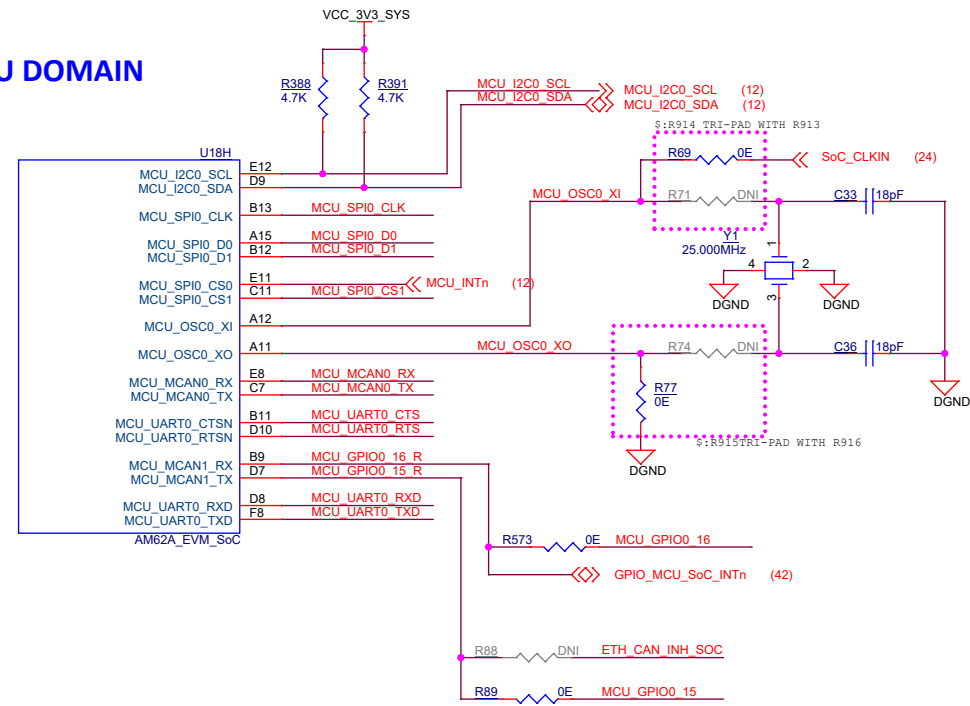 VCC_3V3_SYS
U DOMAIN
R388
4.7K
R391
4.7K
MCU_I2C0_SCL
MCU_I2C0_SDA
MCU_I2C0_SCL (12)
MCU_I2C0_SDA (12)
$:R914 TRI-PAD WITH R913
R69 0E SoC_CLKIN (24)
MCU_OSC0_XI R71 DNI C33 18pF
Y1
25.000MHz
1
4 2
3
DGND DGND
U18H
MCU_I2C0_SCL E12
MCU_I2C0_SDA D9
MCU_SPI0_CLK B13 MCU_SPI0_CLK
MCU_SPI0_D0 A15 MCU_SPI0_D0
MCU_SPI0_D1 B12 MCU_SPI0_D1
MCU_SPI0_CS0 E11 MCU_INTn (12)
MCU_SPI0_CS1 C11 MCU_SPI0_CS1
MCU_OSC0_XI A12
MCU_OSC0_XO A11 MCU_OSC0_XO R74 DNI C36 18pF
DGND
R77
0E
$:R915TRI-PAD WITH R916
DGND
MCU_MCAN0_RX E8 MCU_MCAN0_RX
MCU_MCAN0_TX C7 MCU_MCAN0_TX
MCU_UART0_CTSN B11 MCU_UART0_CTS
MCU_UART0_RTSN D10 MCU_UART0_RTS
MCU_MCAN1_RX B9 MCU_GPIO0_16_R
MCU_MCAN1_TX D7 MCU_GPIO0_15_R
MCU_UART0_RXD D8 MCU_UART0_RXD
MCU_UART0_TXD F8 MCU_UART0_TXD
AM62A_EVM_SoC
R573 0E MCU_GPIO0_16
GPIO_MCU_SoC_INTn (42)
R88 DNI ETH_CAN_INH_SOC
R89 0E MCU_GPIO0_15